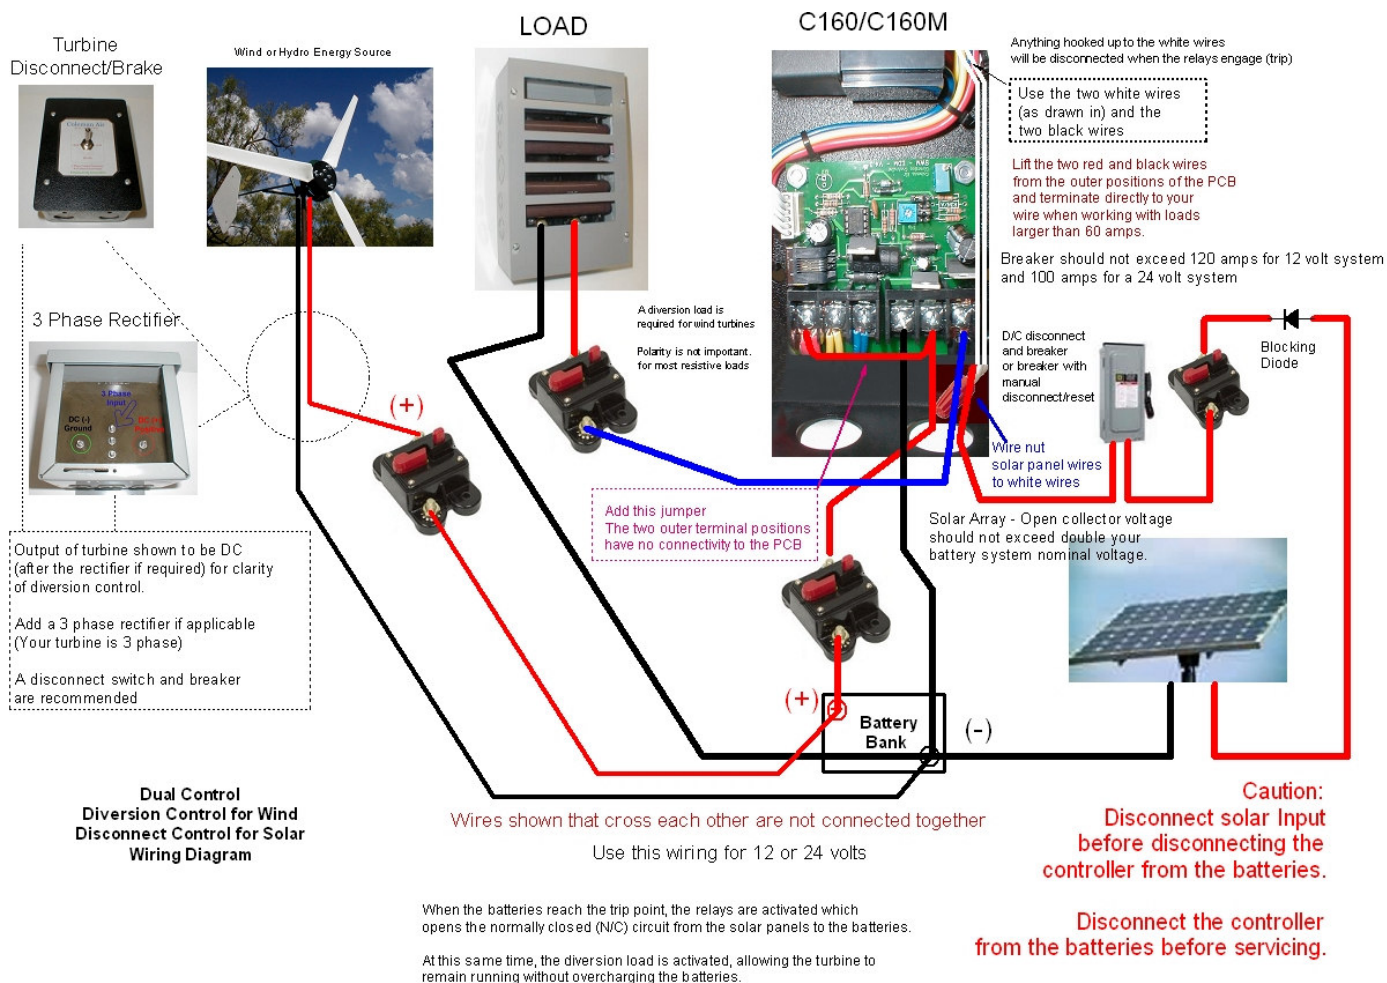 LOAD
C160/C160M
Turbine
Disconnect/Brake
Wind or Hydro Energy Source
Anything hooked up to the white wires
will be disconnected when the relays engage (trip)
Use the two white wires
(as drawn in) and the
two black wires
Lift the two red and black wires
from the outer positions of the PCB
and terminate directly to your
wire when working with loads
larger than 60 amps.
Breaker should not exceed 120 amps for 12 volt system
and 100 amps for a 24 volt system
3 Phase Rectifier
A diversion load is
required for wind turbines
Polarity is not important.
for most resistive loads
D/C disconnect
and breaker
or breaker with
manual
disconnect/reset
Blocking
Diode
3 Phase
Input
DC (-)
Ground
DC (+)
(+)
Wire nut
solar panel wires
to white wires
Add this jumper
The two outer terminal positions
have no connectivity to the PCB
Solar Array - Open collector voltage
should not exceed double your
battery system nominal voltage.
Output of turbine shown to be DC
(after the rectifier if required) for clarity
of diversion control.
Add a 3 phase rectifier if applicable
(Your turbine is 3 phase)
A disconnect switch and breaker
are recommended
(+)
+
Battery
Bank
(-)
-
Dual Control
Diversion Control for Wind
Disconnect Control for Solar
Wiring Diagram
Wires shown that cross each other are not connected together
Use this wiring for 12 or 24 volts
Caution:
Disconnect solar Input
before disconnecting the
controller from the batteries.
Disconnect the controller
from the batteries before servicing.
When the batteries reach the trip point, the relays are activated which
opens the normally closed (N/C) circuit from the solar panels to the batteries.
At this same time, the diversion load is activated, allowing the turbine to
remain running without overcharging the batteries.